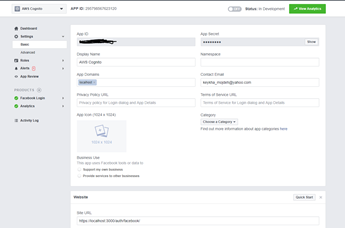 AWS Cognito
APP ID:
Status: In Development
View Analytics
Dashboard
Settings
Basic
Advanced
Roles
Alerts
App Review
PRODUCTS
Facebook Login
Analytics
Activity Log
App ID
App Secret
Show
Display Name
Namespace
AWS Cognito
App Domains
Contact Email
Privacy Policy URL
Terms of Service URL
Privacy policy for Login dialog and App Details
Terms of Service for Login dialog and App Details
App Icon (1024 x 1024)
Category
Choose a Category
Find out more information about app categories here
1024 x 1024
Business Use
This app uses Facebook tools or data to
Support my own business
Provide services to other businesses
Website
Quick Start
Site URL
https://localhost:3000/auth/facebook/